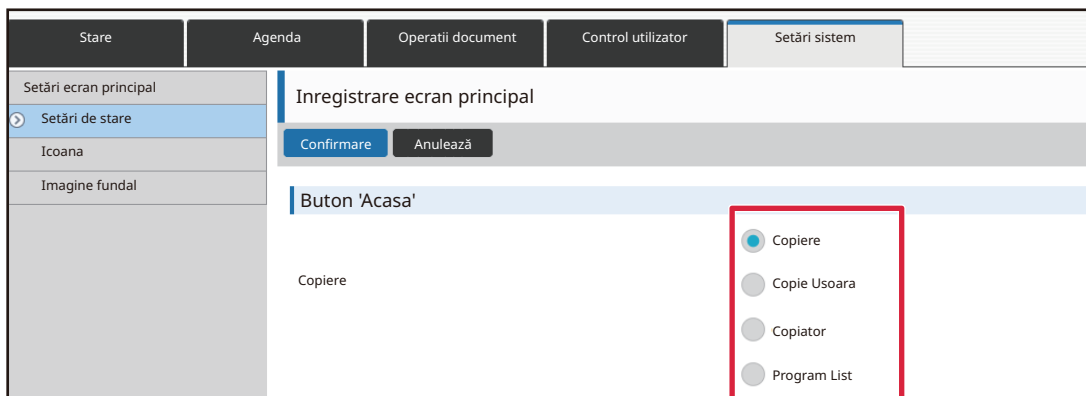 Stare Agenda Operatii document Control utilizator Setări sistem
Setări ecran principal
Setări de stare
Icoana
Imagine fundal
Inregistrare ecran principal
Confirmare Anulează
Buton 'Acasa'
Copiere
Copiere
Copie Usoara
Copiator
Program List